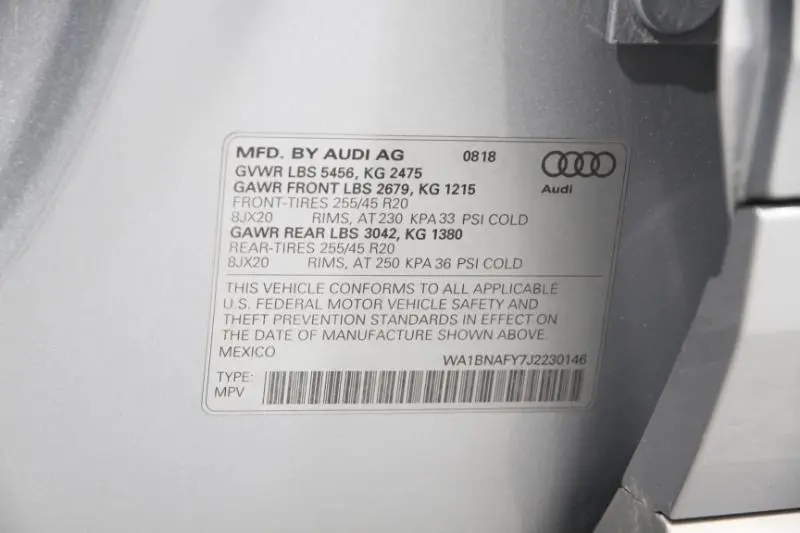 MFD. BY AUDI AG 0818
GVWR LBS 5456, KG 2475
GAWR FRONT LBS 2679, KG 1215
Audi
FRONT-TIRES 255/45 R20
8JX20 RIMS, AT 230 KPA 33 PSI COLD
GAWR REAR LBS 3042, KG 1380
REAR-TIRES 255/45 R20
8JX20 RIMS, AT 250 KPA 36 PSI COLD
THIS VEHICLE CONFORMS TO ALL APPLICABLE
U.S. FEDERAL MOTOR VEHICLE SAFETY AND
THEFT PREVENTION STANDARDS IN EFFECT ON
THE DATE OF MANUFACTURE SHOWN ABOVE.
MEXICO WA1BNAFY7J2230146
TYPE:
MPV